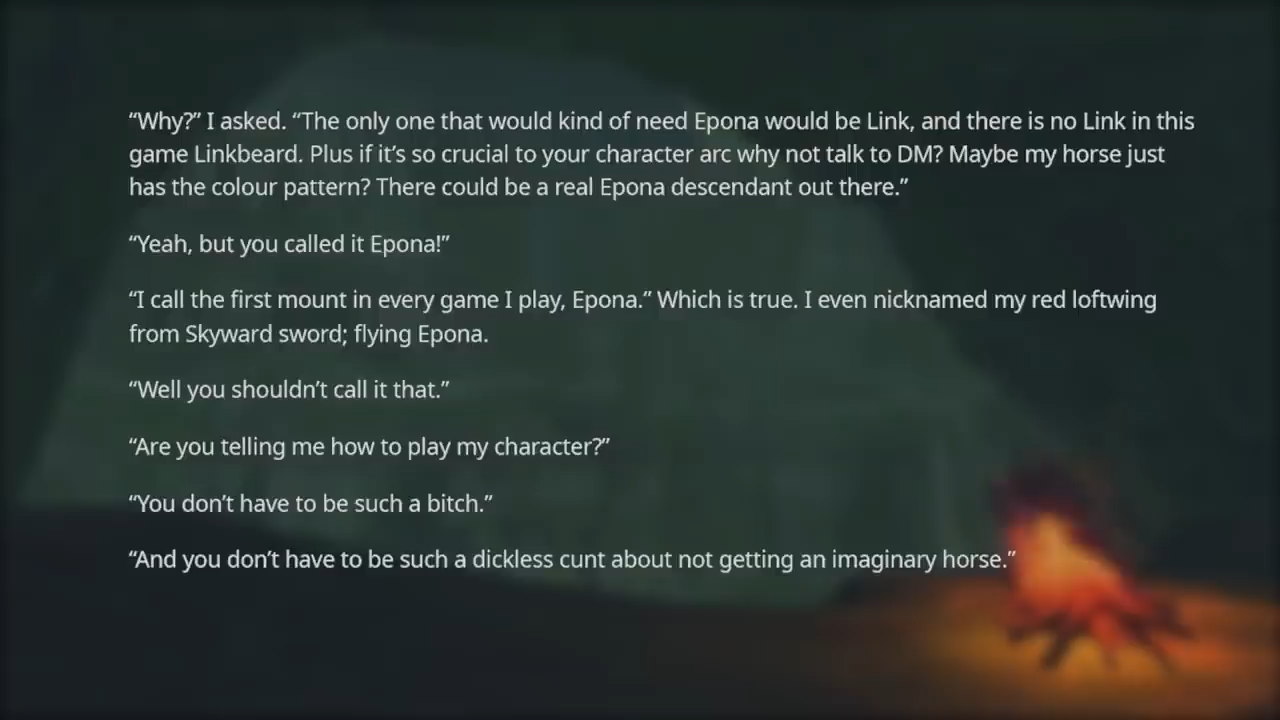 “Why?” I asked. “The only one that would kind of need Epona would be Link, and there is no Link in this
game Linkbeard. Plus if it’s so crucial to your character arc why not talk to DM? Maybe my horse just
has the colour pattern? There could be a real Epona descendant out there.”
“Yeah, but you called it Epona!”
“I call the first mount in every game I play, Epona.” Which is true. I even nicknamed my red loftwing
from Skyward sword; flying Epona.
“Well you shouldn’t call it that.”
“Are you telling me how to play my character?”
“You don’t have to be such a bitch.”
“And you don’t have to be such a dickless cunt about not getting an imaginary horse.”